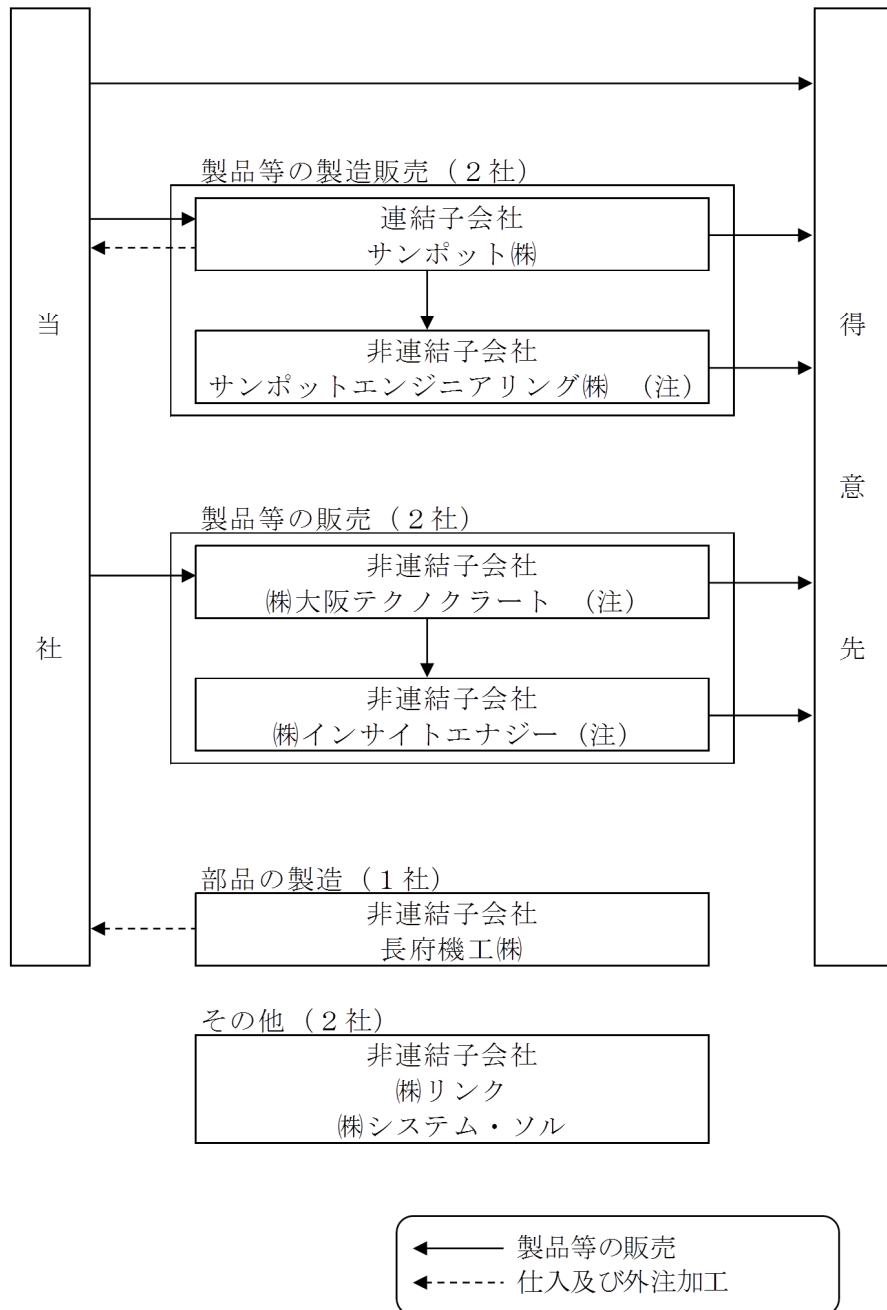 当社
得意先
製品等の製造販売(2社)
連結子会社
サンポット㈱
非連結子会社
サンポットエンジニアリング㈱ (注)
製品等の販売(2社)
非連結子会社
㈱大阪テクノクラート (注)
非連結子会社
㈱インサイトエナジー(注)
部品の製造(1社)
非連結子会社
長府機工㈱
その他(2社)
非連結子会社
㈱リンク
㈱システム・ソル
製品等の販売
仕入及び外注加工